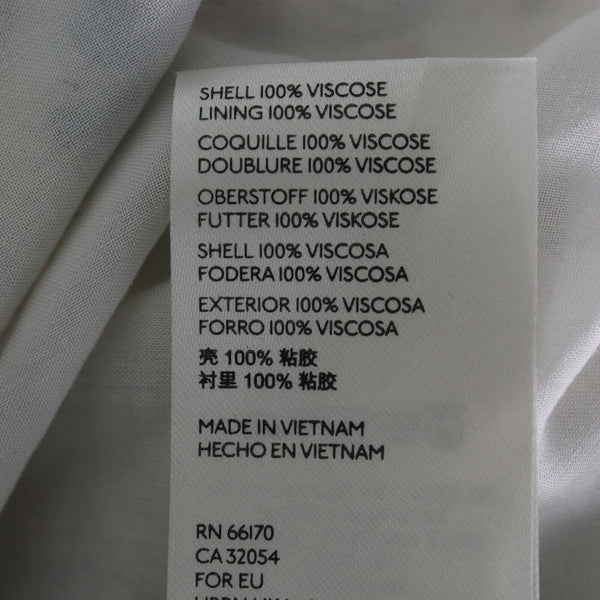 SHELL 100% VISCOSE
LINING 100% VISCOSE
COQUILLE 100% VISCOSE
DOUBLURE 100% VISCOSE
OBERSTOFF 100% VISKOSE
FUTTER 100% VISKOSE
SHELL 100% VISCOSA
FODERA 100% VISCOSA
EXTERIOR 100% VISCOSA
FORRO 100% VISCOSA
壳 100% 粘胶
衬里 100% 粘胶
MADE IN VIETNAM
HECHO EN VIETNAM
RN 66170
CA 32054
FOR EU